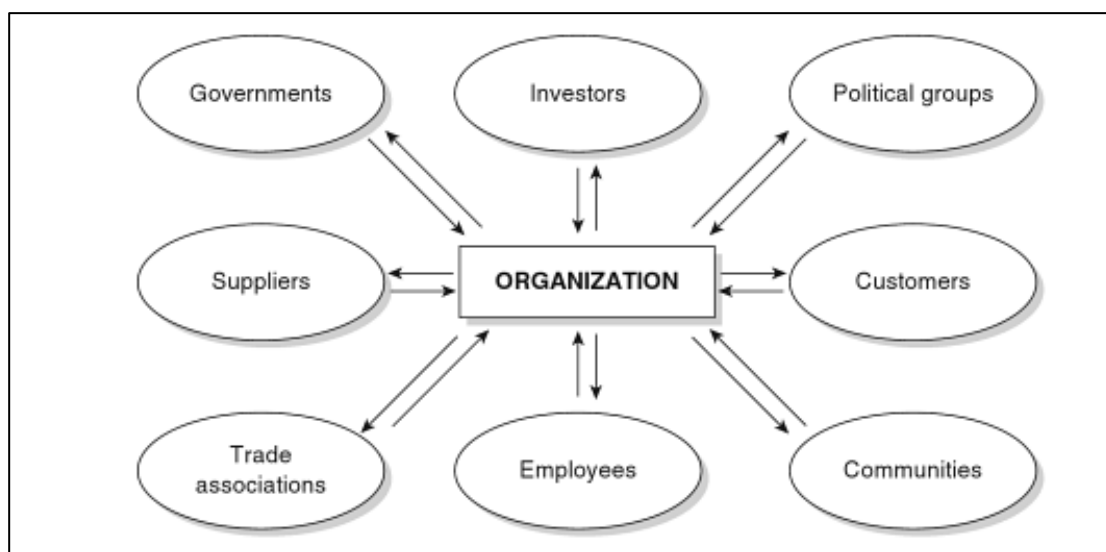 Governments
Investors
Political groups
Suppliers
ORGANIZATION
Customers
Trade
associations
Employees
Communities